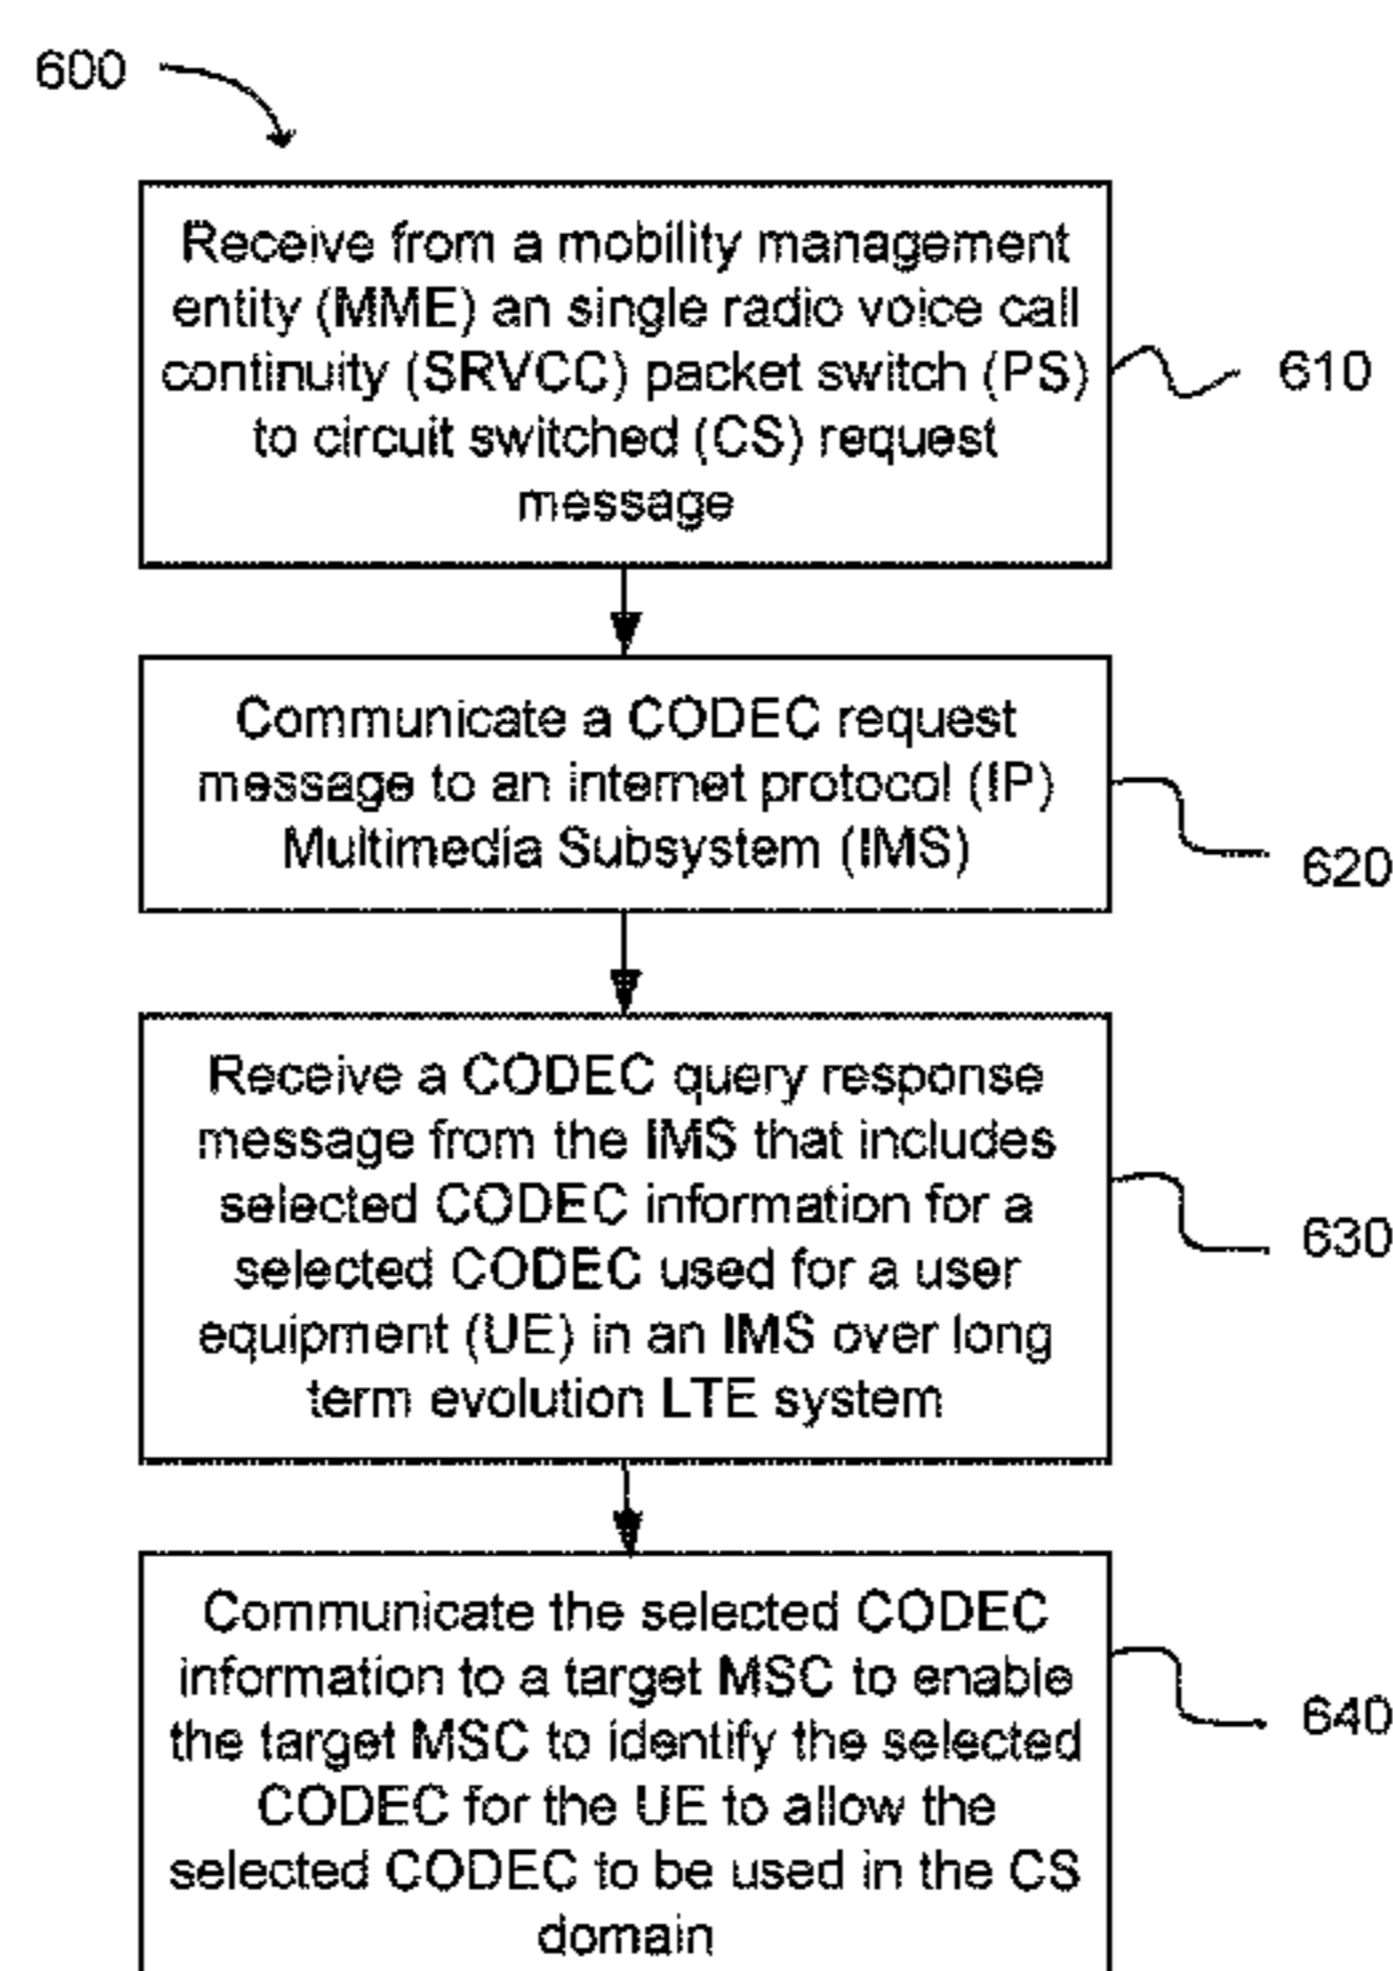 600
Receive from a mobility management
entity (MME) an single radio voice call
continuity (SRVCC) packet switch (PS)
to circuit switched (CS) request
message
610
Communicate a CODEC request
message to an internet protocol (IP)
Multimedia Subsystem (IMS)
620
Receive a CODEC query response
message from the IMS that includes
selected CODEC information for a
selected CODEC used for a user
equipment (UE) in an IMS over long
term evolution LTE system
630
Communicate the selected CODEC
information to a target MSC to enable
the target MSC to identify the selected
CODEC for the UE to allow the
selected CODEC to be used in the CS
domain
640